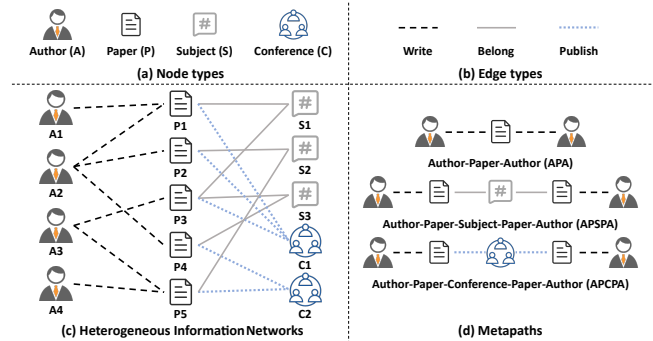 Author (A) Paper (P) Subject (S) Conference (C)
(a) Node types
Write Belong Publish
(b) Edge types
A1 P1 S1
A2 P2 S2
A3 P3 S3
P4 C1
A4 P5 C2
(c) Heterogeneous Information Networks
Author-Paper-Author (APA)
Author-Paper-Subject-Paper-Author (APSPA)
Author-Paper-Conference-Paper-Author (APCPA)
(d) Metapaths